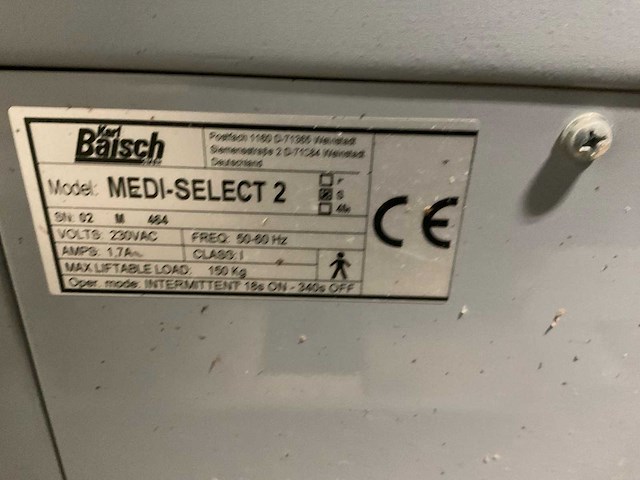 Karl
Baisch
Postfach 1160 D-71365 Weinstadt
Siemensstraße 2 D-71384 Weinstadt
Deutschland
Model: MEDI-SELECT 2
S
SN: 02 M 464
VOLTS: 230VAC FREQ: 50-60 Hz
AMPS: 1,7A~ CLASS: I
MAX LIFTABLE LOAD: 150 Kg
Oper. mode: INTERMITTENT 18s ON - 340s OFF
CE